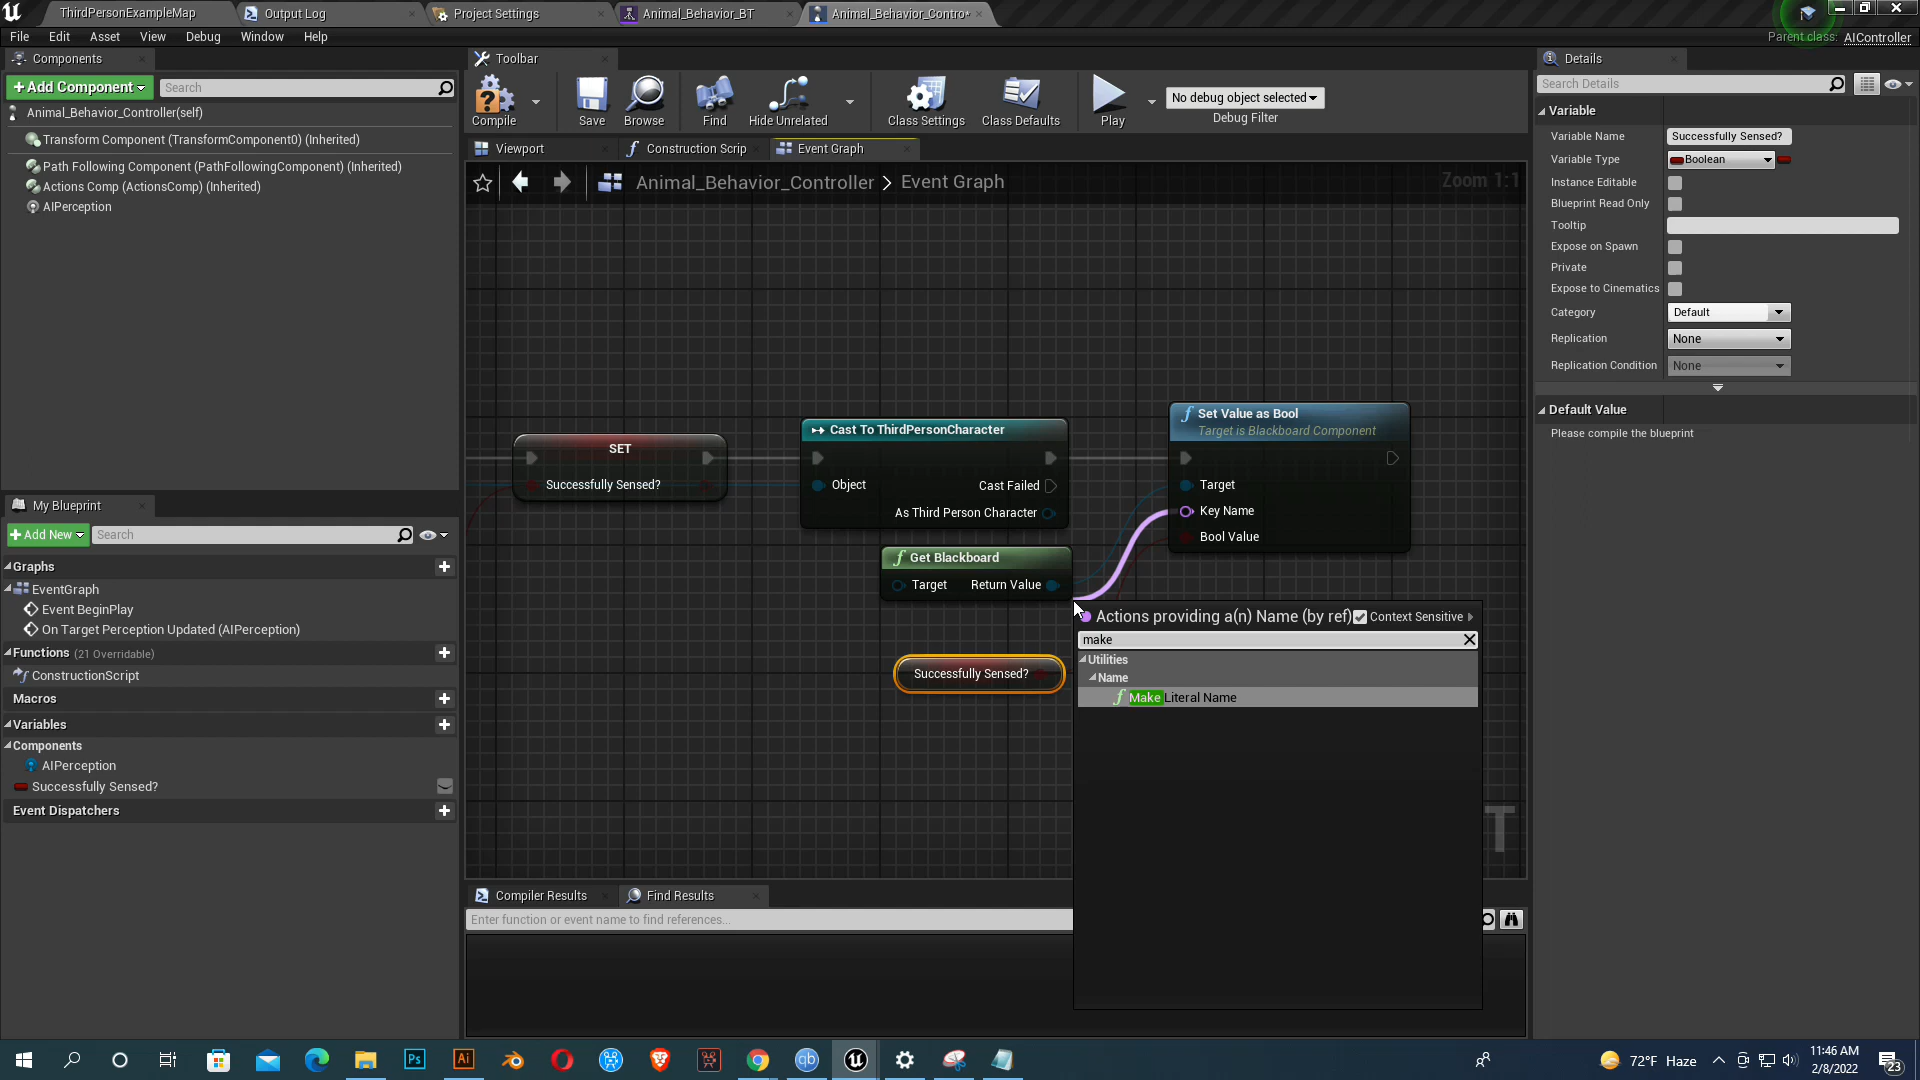 ThirdPersonExampleMap
Output Log
Project Settings
Animal_Behavior_BT
Animal_Behavior_Contro*
File
Edit
Asset
View
Debug
Window
Help
Parent class: AIController
Components
+Add Component
Search
Animal_Behavior_Controller(self)
Transform Component (TransformComponent0) (Inherited)
Path Following Component (PathFollowingComponent) (Inherited)
Actions Comp (ActionsComp) (Inherited)
AIPerception
My Blueprint
+Add New
Search
Graphs
EventGraph
Event BeginPlay
On Target Perception Updated (AIPerception)
Functions (21 Overridable)
ConstructionScript
Macros
Variables
Components
AIPerception
Successfully Sensed?
Event Dispatchers
Toolbar
Compile
Save
Browse
Find
Hide Unrelated
Class Settings
Class Defaults
Play
No debug object selected
Debug Filter
Viewport
Construction Scrip
Event Graph
Animal_Behavior_Controller > Event Graph
Zoom 1:1
SET
Successfully Sensed?
Cast To ThirdPersonCharacter
Object
Cast Failed
As Third Person Character
Set Value as Bool
Target is Blackboard Component
Target
Key Name
Bool Value
Get Blackboard
Target
Return Value
Successfully Sensed?
Actions providing a(n) Name (by ref)
Context Sensitive
make
Utilities
Name
Make Literal Name
Compiler Results
Find Results
Enter function or event name to find references...
Details
Search Details
Variable
Variable Name
Successfully Sensed?
Variable Type
Boolean
Instance Editable
Blueprint Read Only
Tooltip
Expose on Spawn
Private
Expose to Cinematics
Category
Default
Replication
None
Replication Condition
None
Default Value
Please compile the blueprint
Ps
Ai
qb
72°F Haze
11:46 AM
2/8/2022
23